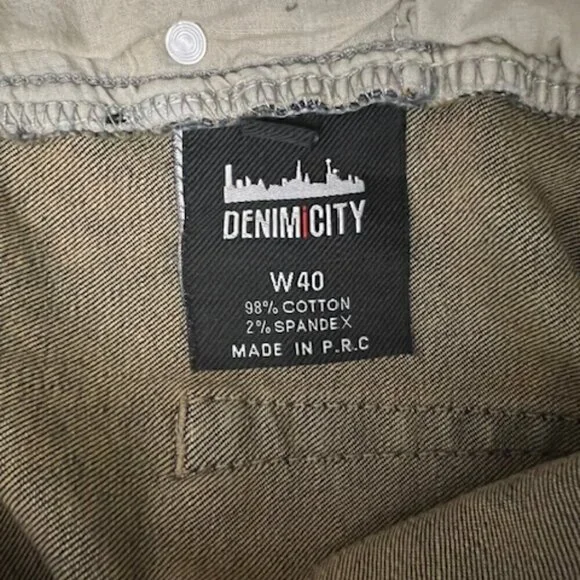 DENIMiCITY
W40
98% COTTON
2% SPANDEX
MADE IN P.R.C